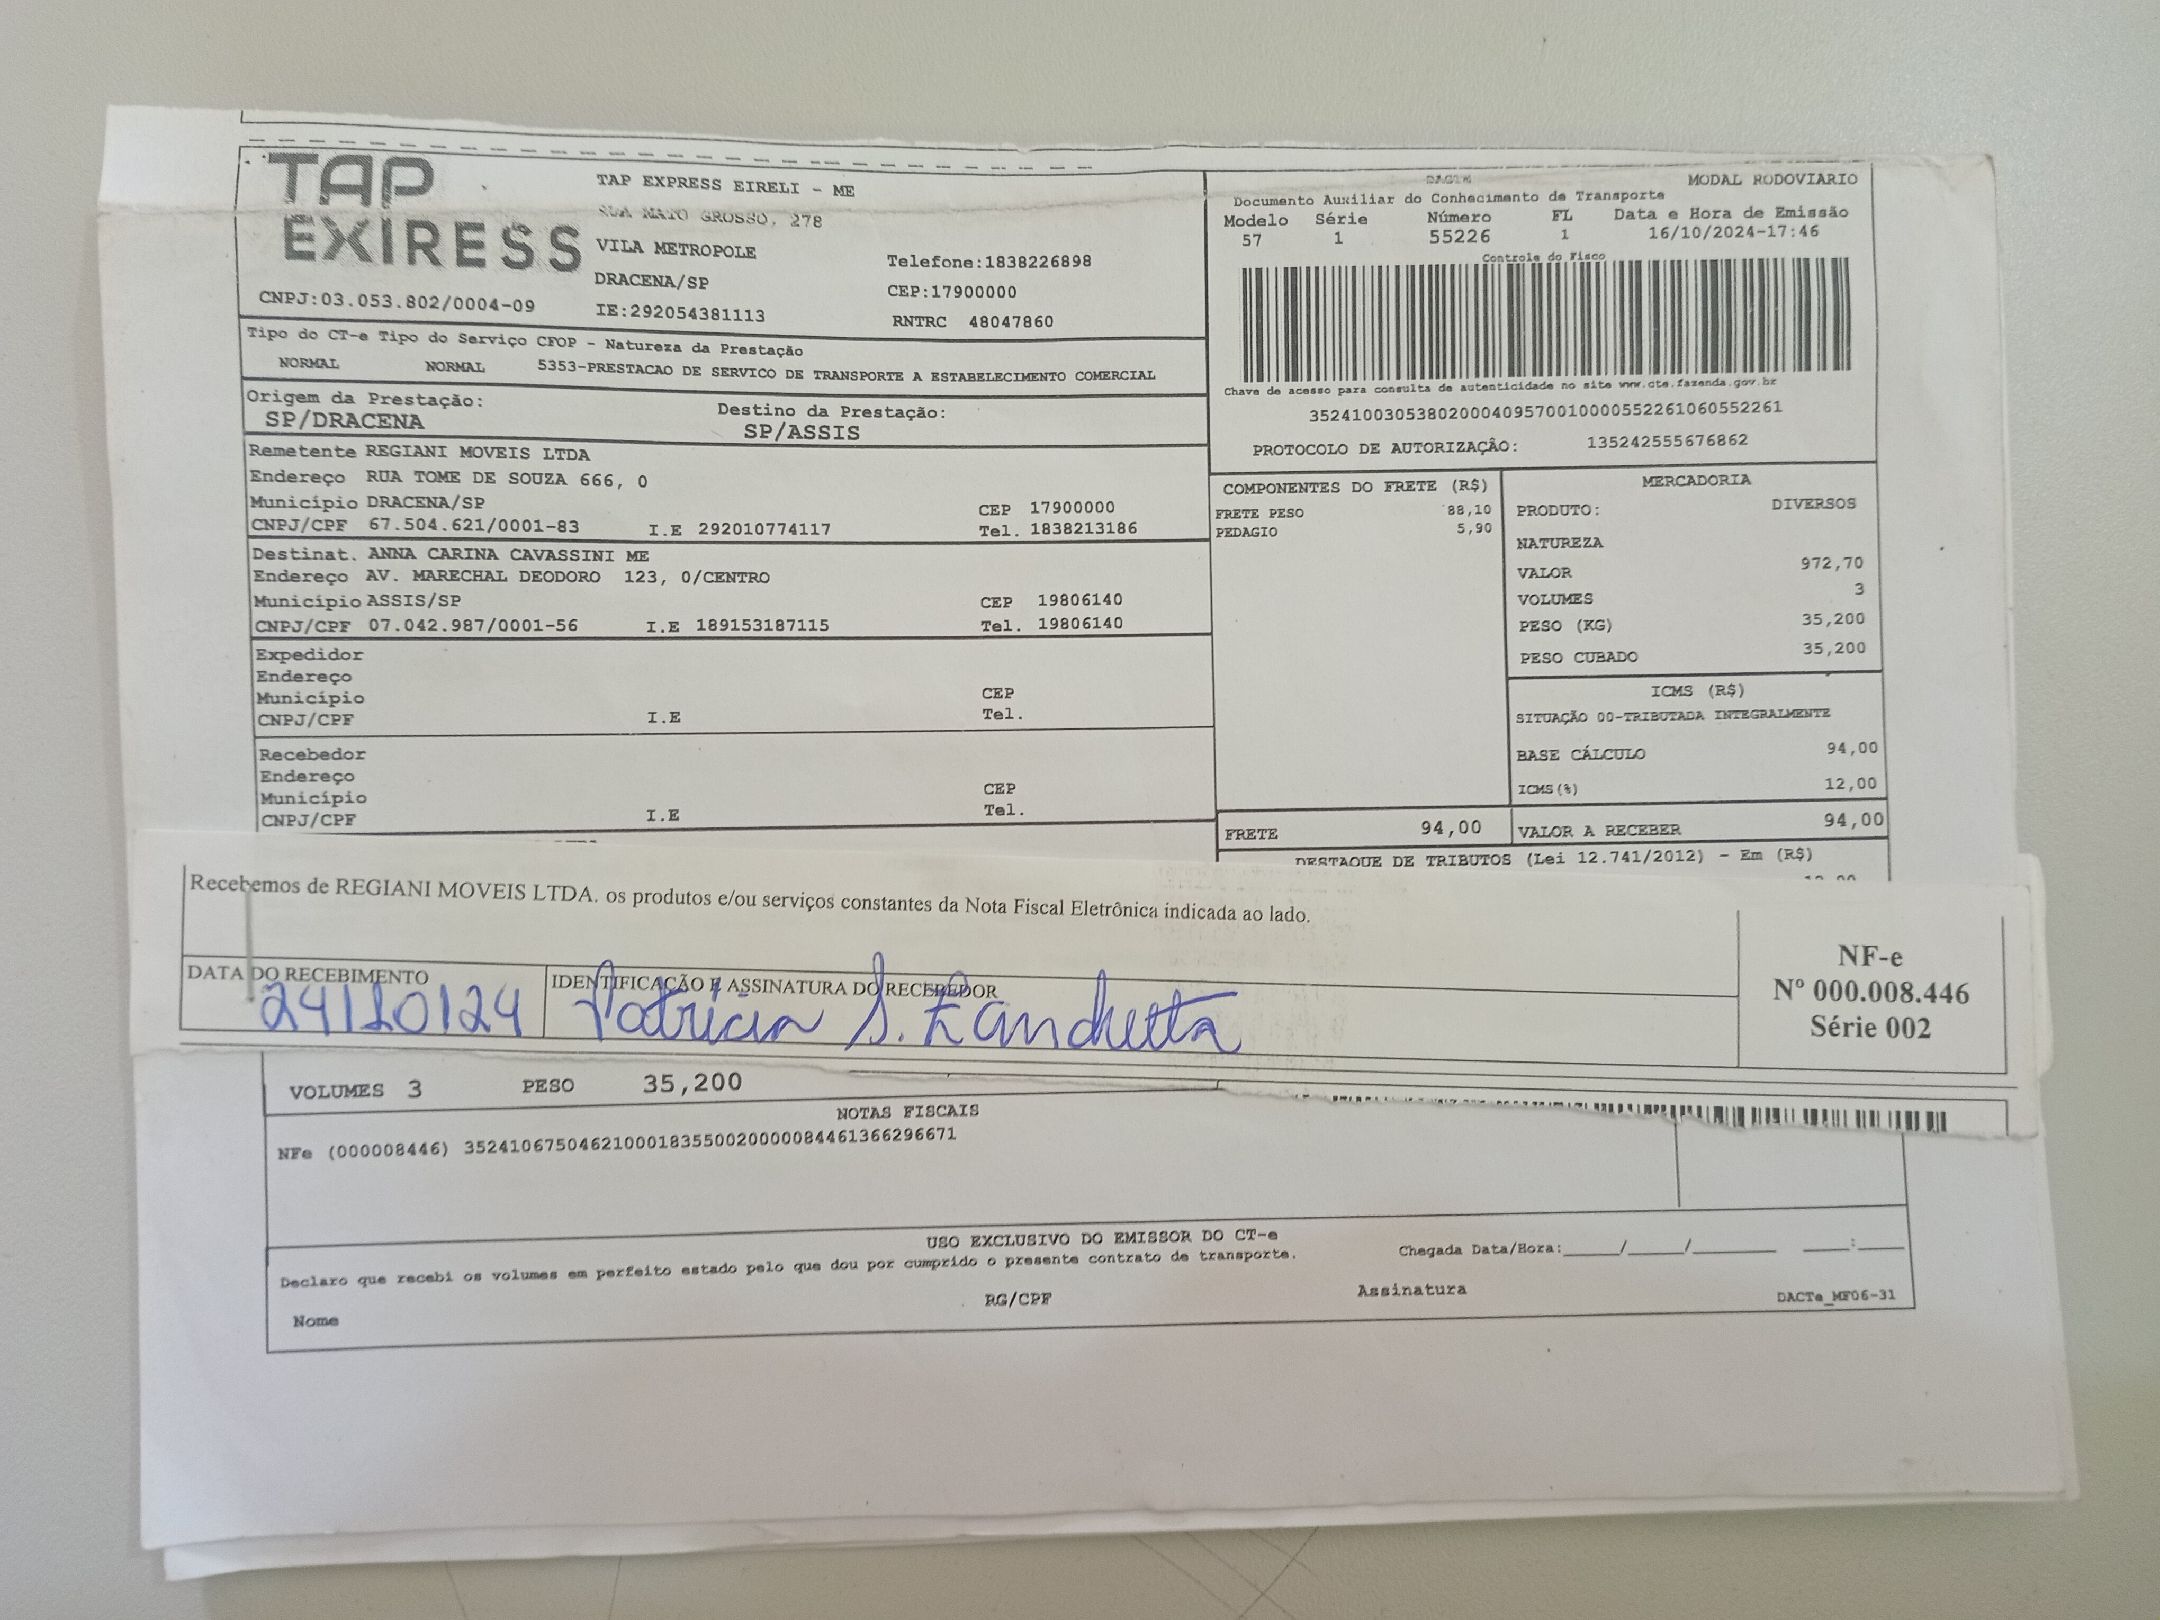 TAP
EXIRESS
CNPJ:03.053.802/0004-09
TAP EXPRESS EIRELI - ME
RUA MATO GROSSO, 278
VILA METROPOLE
DRACENA/SP
IE:292054381113
Telefone:1838226898
CEP:17900000
RNTRC 48047860
MODAL RODOVIARIO
Documento Auxiliar do Conhecimento de Transporte
Modelo Série Número FL Data e Hora de Emissão
57 1 55226 1 16/10/2024-17:46
Controle do Fisco
Chave de acesso para consulta de autenticidade no site www.cte.fazenda.gov.br
35241003053802000409570010000552261060552261
PROTOCOLO DE AUTORIZAÇÃO: 135242555676862
Tipo do CT-e Tipo do Serviço CFOP - Natureza da Prestação
NORMAL NORMAL 5353-PRESTACAO DE SERVICO DE TRANSPORTE A ESTABELECIMENTO COMERCIAL
Origem da Prestação: Destino da Prestação:
SP/DRACENA SP/ASSIS
Remetente REGIANI MOVEIS LTDA
Endereço RUA TOME DE SOUZA 666, 0
Município DRACENA/SP CEP 17900000
CNPJ/CPF 67.504.621/0001-83 I.E 292010774117 Tel. 1838213186
Destinat. ANNA CARINA CAVASSINI ME
Endereço AV. MARECHAL DEODORO 123, 0/CENTRO
Município ASSIS/SP CEP 19806140
CNPJ/CPF 07.042.987/0001-56 I.E 189153187115 Tel. 19806140
Expedidor
Endereço
Município CEP
CNPJ/CPF I.E Tel.
Recebedor
Endereço
Município CEP
CNPJ/CPF I.E Tel.
COMPONENTES DO FRETE (R$)
FRETE PESO 88,10
PEDAGIO 5,90
MERCADORIA
PRODUTO: DIVERSOS
NATUREZA
VALOR 972,70
VOLUMES 3
PESO (KG) 35,200
PESO CUBADO 35,200
ICMS (R$)
SITUAÇÃO 00-TRIBUTADA INTEGRALMENTE
BASE CÁLCULO 94,00
ICMS(%) 12,00
FRETE 94,00 VALOR A RECEBER 94,00
DESTAQUE DE TRIBUTOS (Lei 12.741/2012) - Em (R$)
Recebemos de REGIANI MOVEIS LTDA. os produtos e/ou serviços constantes da Nota Fiscal Eletrônica indicada ao lado.
DATA DO RECEBIMENTO IDENTIFICAÇÃO E ASSINATURA DO RECEBEDOR
24/10/24 Patricia S. Zanchetta
NF-e
Nº 000.008.446
Série 002
VOLUMES 3 PESO 35,200
NOTAS FISCAIS
NFe (000008446) 35241067504621000183550020000084461366296671
USO EXCLUSIVO DO EMISSOR DO CT-e
Declaro que recebi os volumes em perfeito estado pelo que dou por cumprido o presente contrato de transporte.
Chegada Data/Hora:_____/_____/_______ ____:____
Nome RG/CPF Assinatura
DACTe_MF06-31